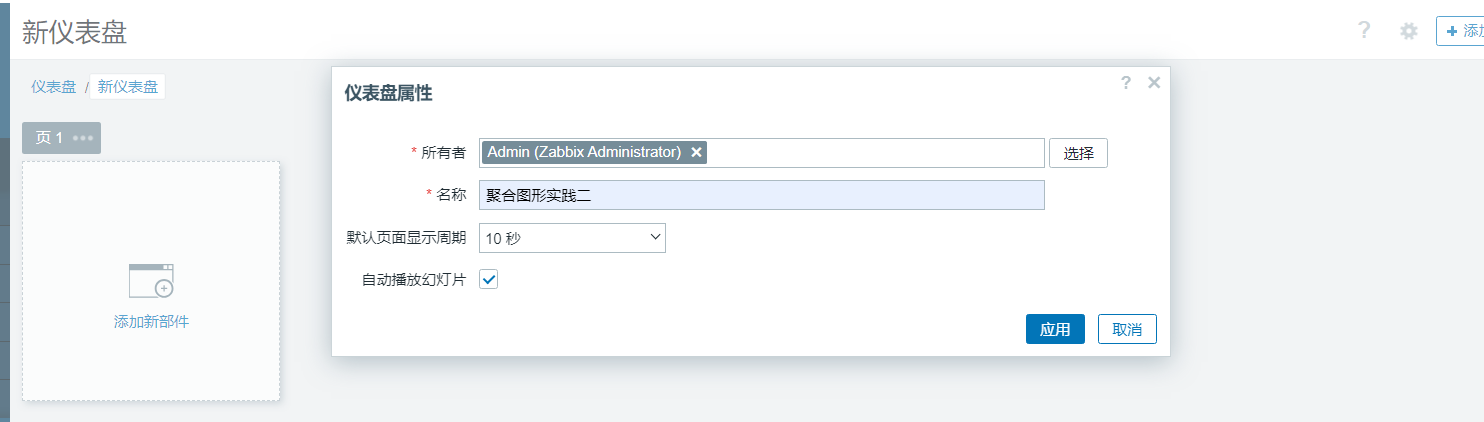 新仪表盘
? + 添加
仪表盘 / 新仪表盘
页 1 •••
添加新部件
仪表盘属性
? ×
* 所有者 Admin (Zabbix Administrator) × 选择
* 名称 聚合图形实践二
默认页面显示周期 10 秒
自动播放幻灯片
应用 取消